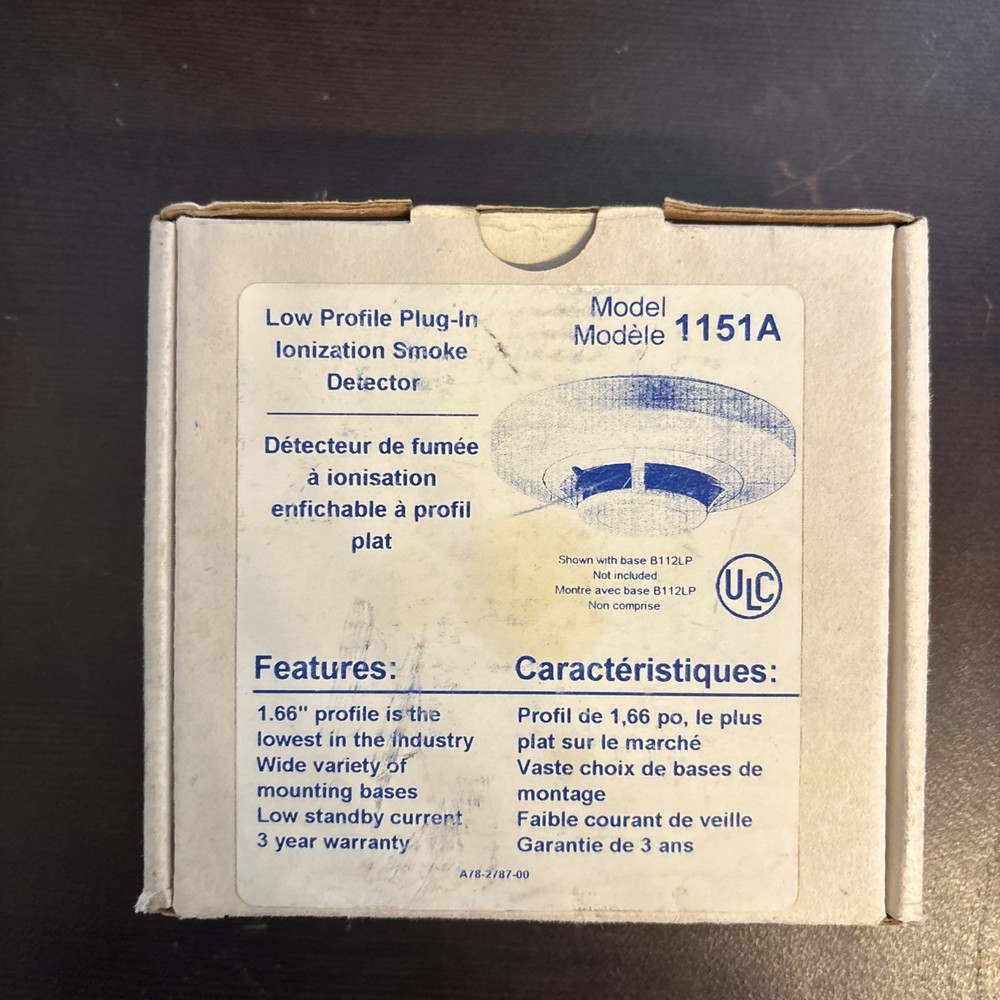 Low Profile Plug-In
Ionization Smoke
Detector
Détecteur de fumée
à ionisation
enfichable à profil
plat
Model
Modèle 1151A
Shown with base B112LP
Not included
Montré avec base B112LP
Non comprise
ULC
Features:
1.66" profile is the
lowest in the industry
Wide variety of
mounting bases
Low standby current
3 year warranty
Caractéristiques:
Profil de 1,66 po, le plus
plat sur le marché
Vaste choix de bases de
montage
Faible courant de veille
Garantie de 3 ans
A78-2787-00